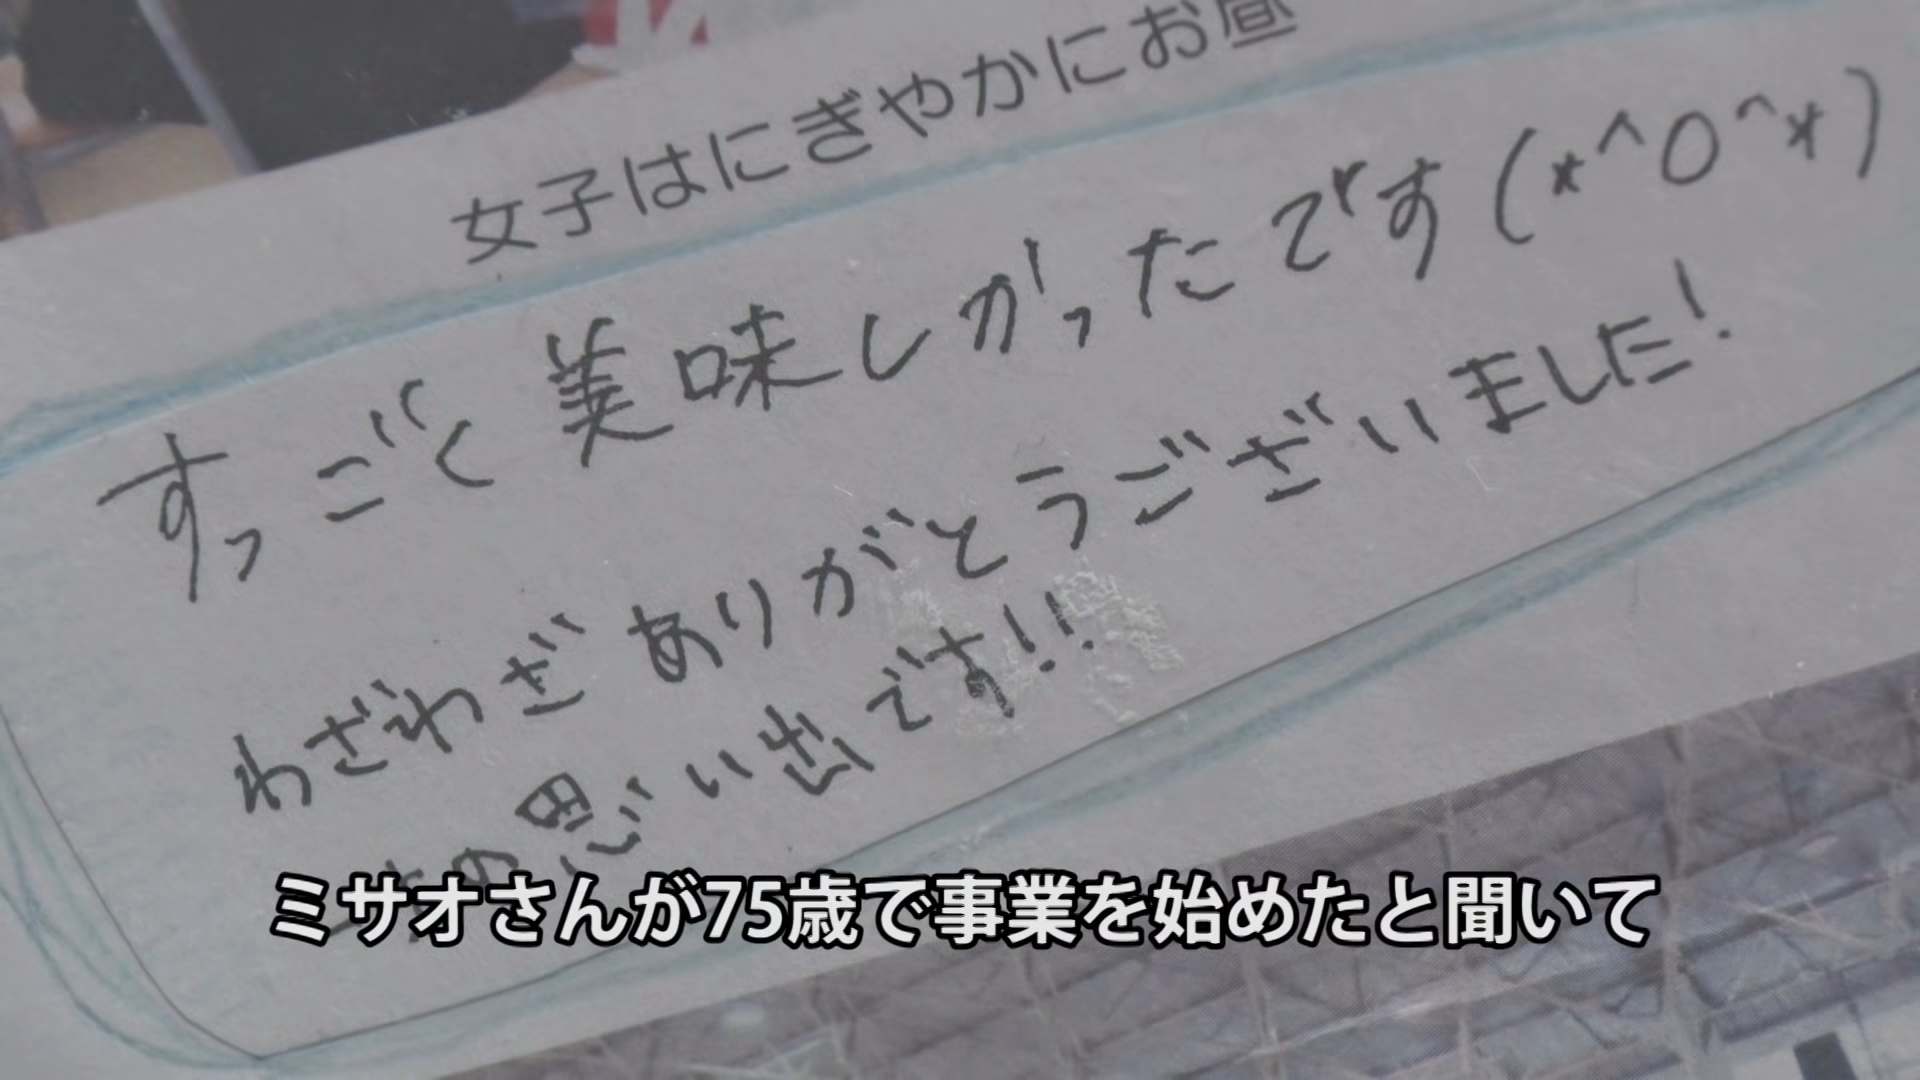 女子はにぎやかにお昼
すっごく美味しかったです(*^O^*)
わざわざありがとうございました!
の思い出です!!
ミサオさんが75歳で事業を始めたと聞いて